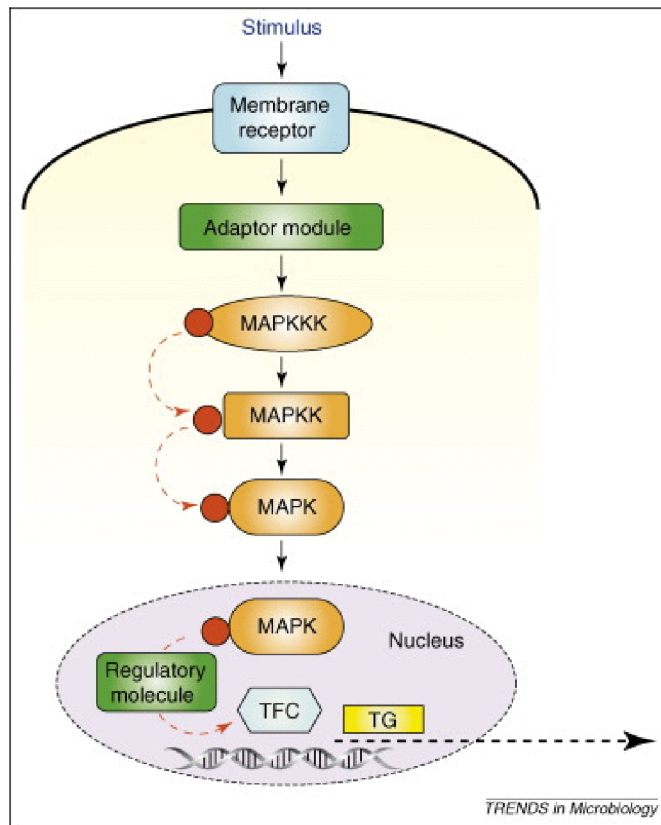 Stimulus
Membrane
receptor
Adaptor module
MAPKKK
MAPKK
MAPK
MAPK
Nucleus
Regulatory
molecule
TFC
TG
TRENDS in Microbiology